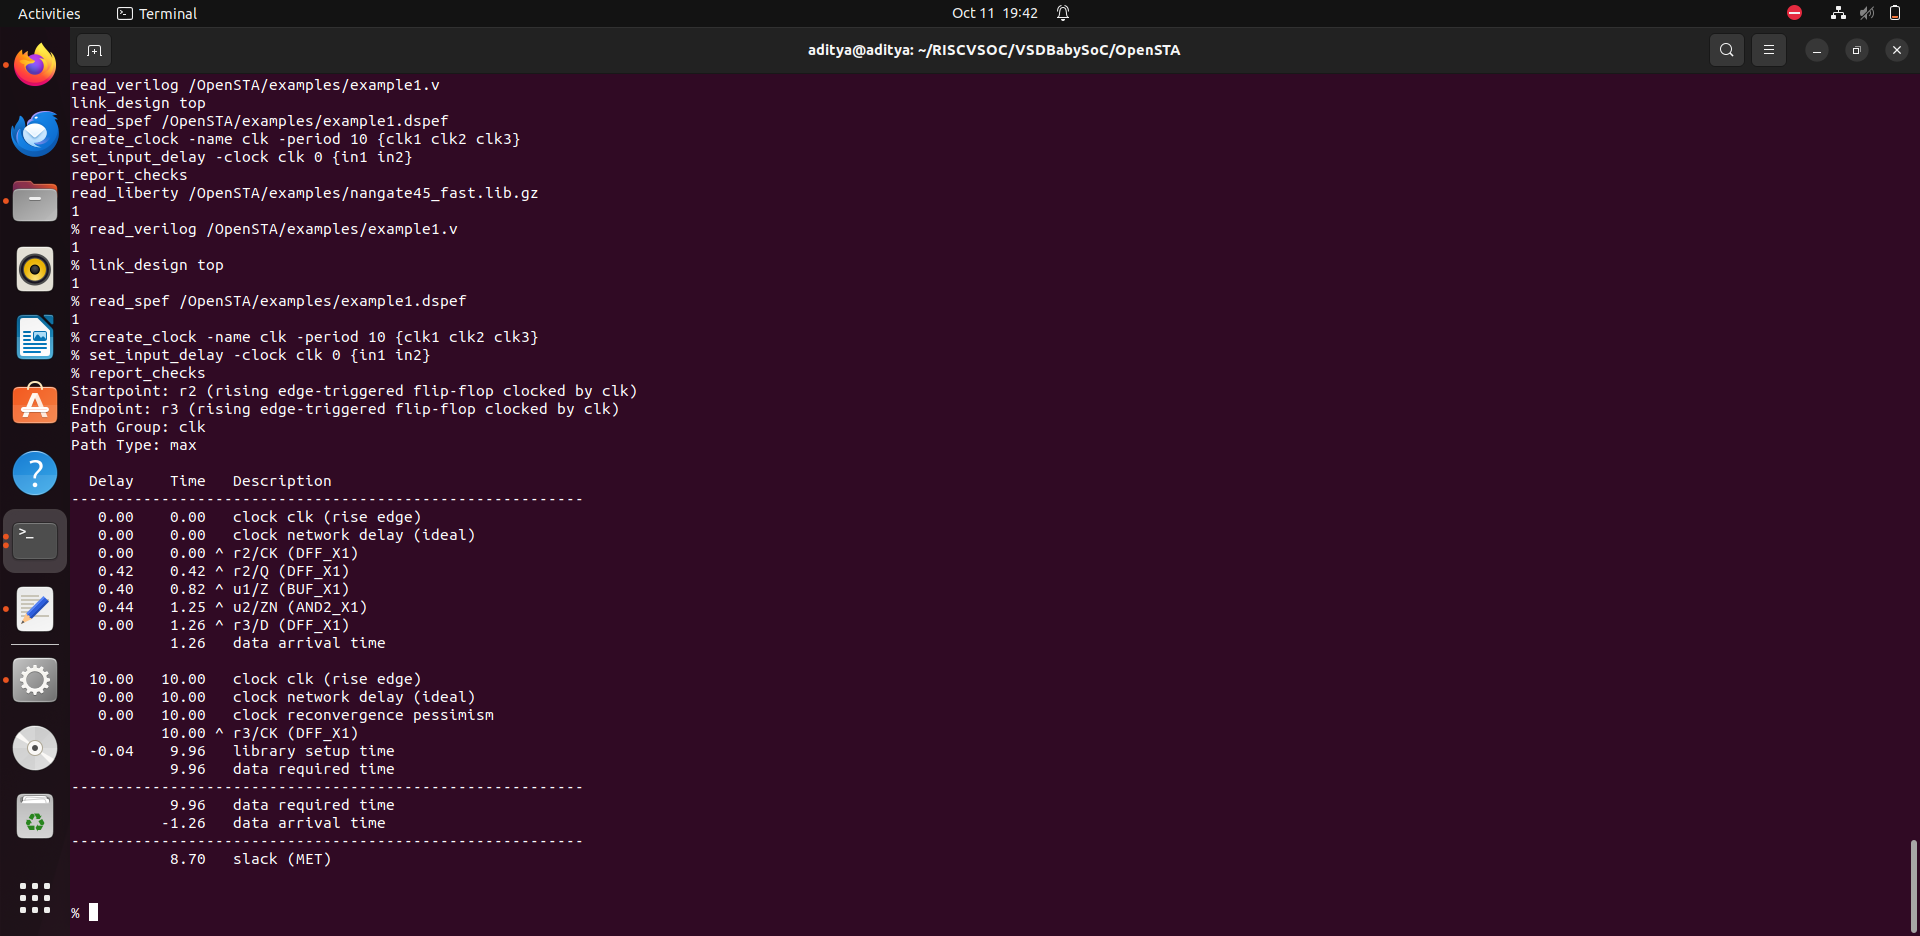 Activities
Terminal
Oct 11 19:42
aditya@aditya: ~/RISCVSOC/VSDBabySoC/OpenSTA
read_verilog /OpenSTA/examples/example1.v
link_design top
read_spef /OpenSTA/examples/example1.dspef
create_clock -name clk -period 10 {clk1 clk2 clk3}
set_input_delay -clock clk 0 {in1 in2}
report_checks
read_liberty /OpenSTA/examples/nangate45_fast.lib.gz
1
% read_verilog /OpenSTA/examples/example1.v
1
% link_design top
1
% read_spef /OpenSTA/examples/example1.dspef
1
% create_clock -name clk -period 10 {clk1 clk2 clk3}
% set_input_delay -clock clk 0 {in1 in2}
% report_checks
Startpoint: r2 (rising edge-triggered flip-flop clocked by clk)
Endpoint: r3 (rising edge-triggered flip-flop clocked by clk)
Path Group: clk
Path Type: max
  Delay    Time   Description
---------------------------------------------------------
   0.00    0.00   clock clk (rise edge)
   0.00    0.00   clock network delay (ideal)
   0.00    0.00 ^ r2/CK (DFF_X1)
   0.42    0.42 ^ r2/Q (DFF_X1)
   0.40    0.82 ^ u1/Z (BUF_X1)
   0.44    1.25 ^ u2/ZN (AND2_X1)
   0.00    1.26 ^ r3/D (DFF_X1)
           1.26   data arrival time
  10.00   10.00   clock clk (rise edge)
   0.00   10.00   clock network delay (ideal)
   0.00   10.00   clock reconvergence pessimism
          10.00 ^ r3/CK (DFF_X1)
  -0.04    9.96   library setup time
           9.96   data required time
---------------------------------------------------------
           9.96   data required time
          -1.26   data arrival time
---------------------------------------------------------
           8.70   slack (MET)
%